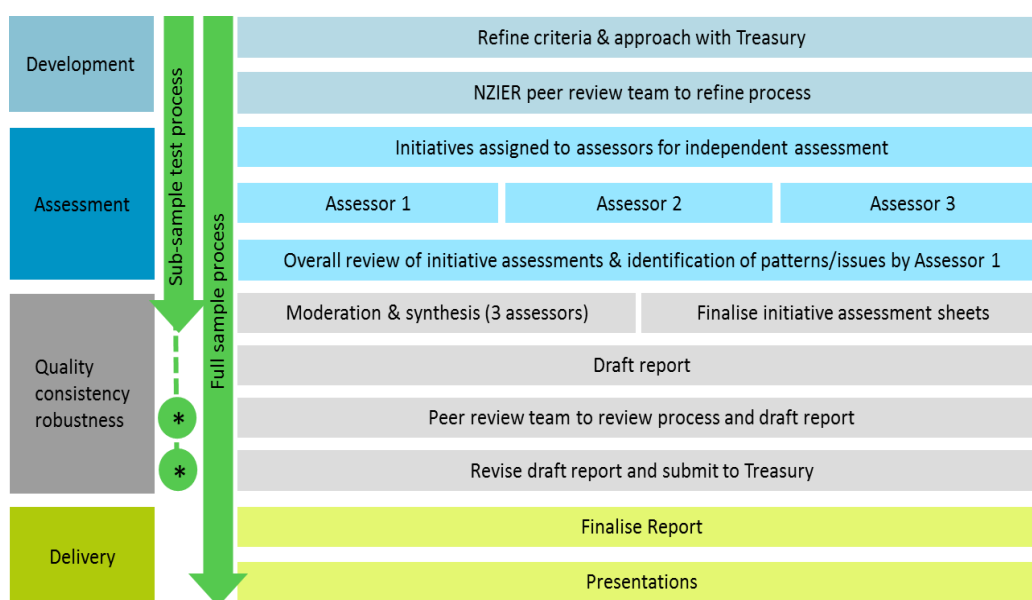 Development
Sub-sample test process
Full sample process
Refine criteria & approach with Treasury
NZIER peer review team to refine process
Assessment
Initiatives assigned to assessors for independent assessment
Assessor 1
Assessor 2
Assessor 3
Overall review of initiative assessments & identification of patterns/issues by Assessor 1
Quality
consistency
robustness
Moderation & synthesis (3 assessors)
Finalise initiative assessment sheets
Draft report
*
Peer review team to review process and draft report
*
Revise draft report and submit to Treasury
Delivery
Finalise Report
Presentations